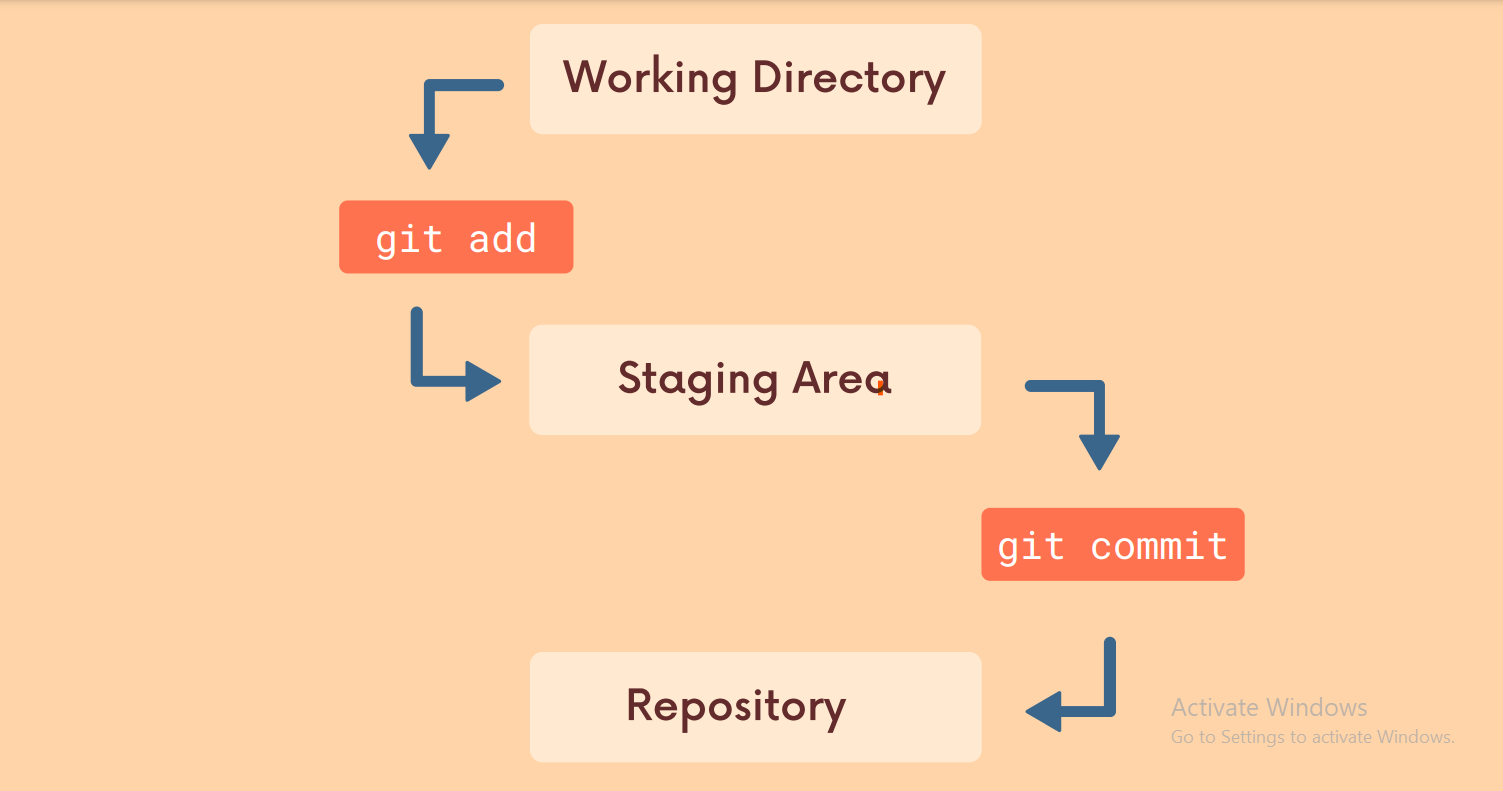 Working Directory
git add
Staging Area
git commit
Repository
Activate Windows
Go to Settings to activate Windows.